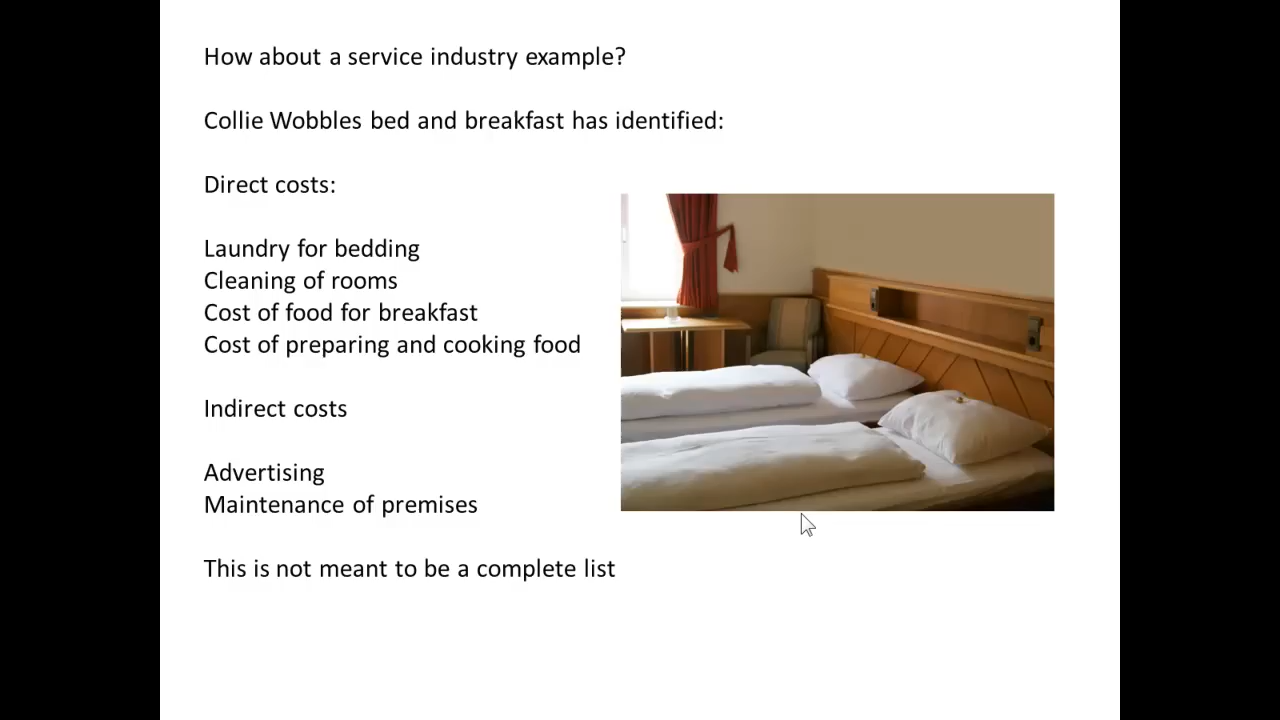 How about a service industry example?
Collie Wobbles bed and breakfast has identified:
Direct costs:
Laundry for bedding
Cleaning of rooms
Cost of food for breakfast
Cost of preparing and cooking food
Indirect costs
Advertising
Maintenance of premises
This is not meant to be a complete list